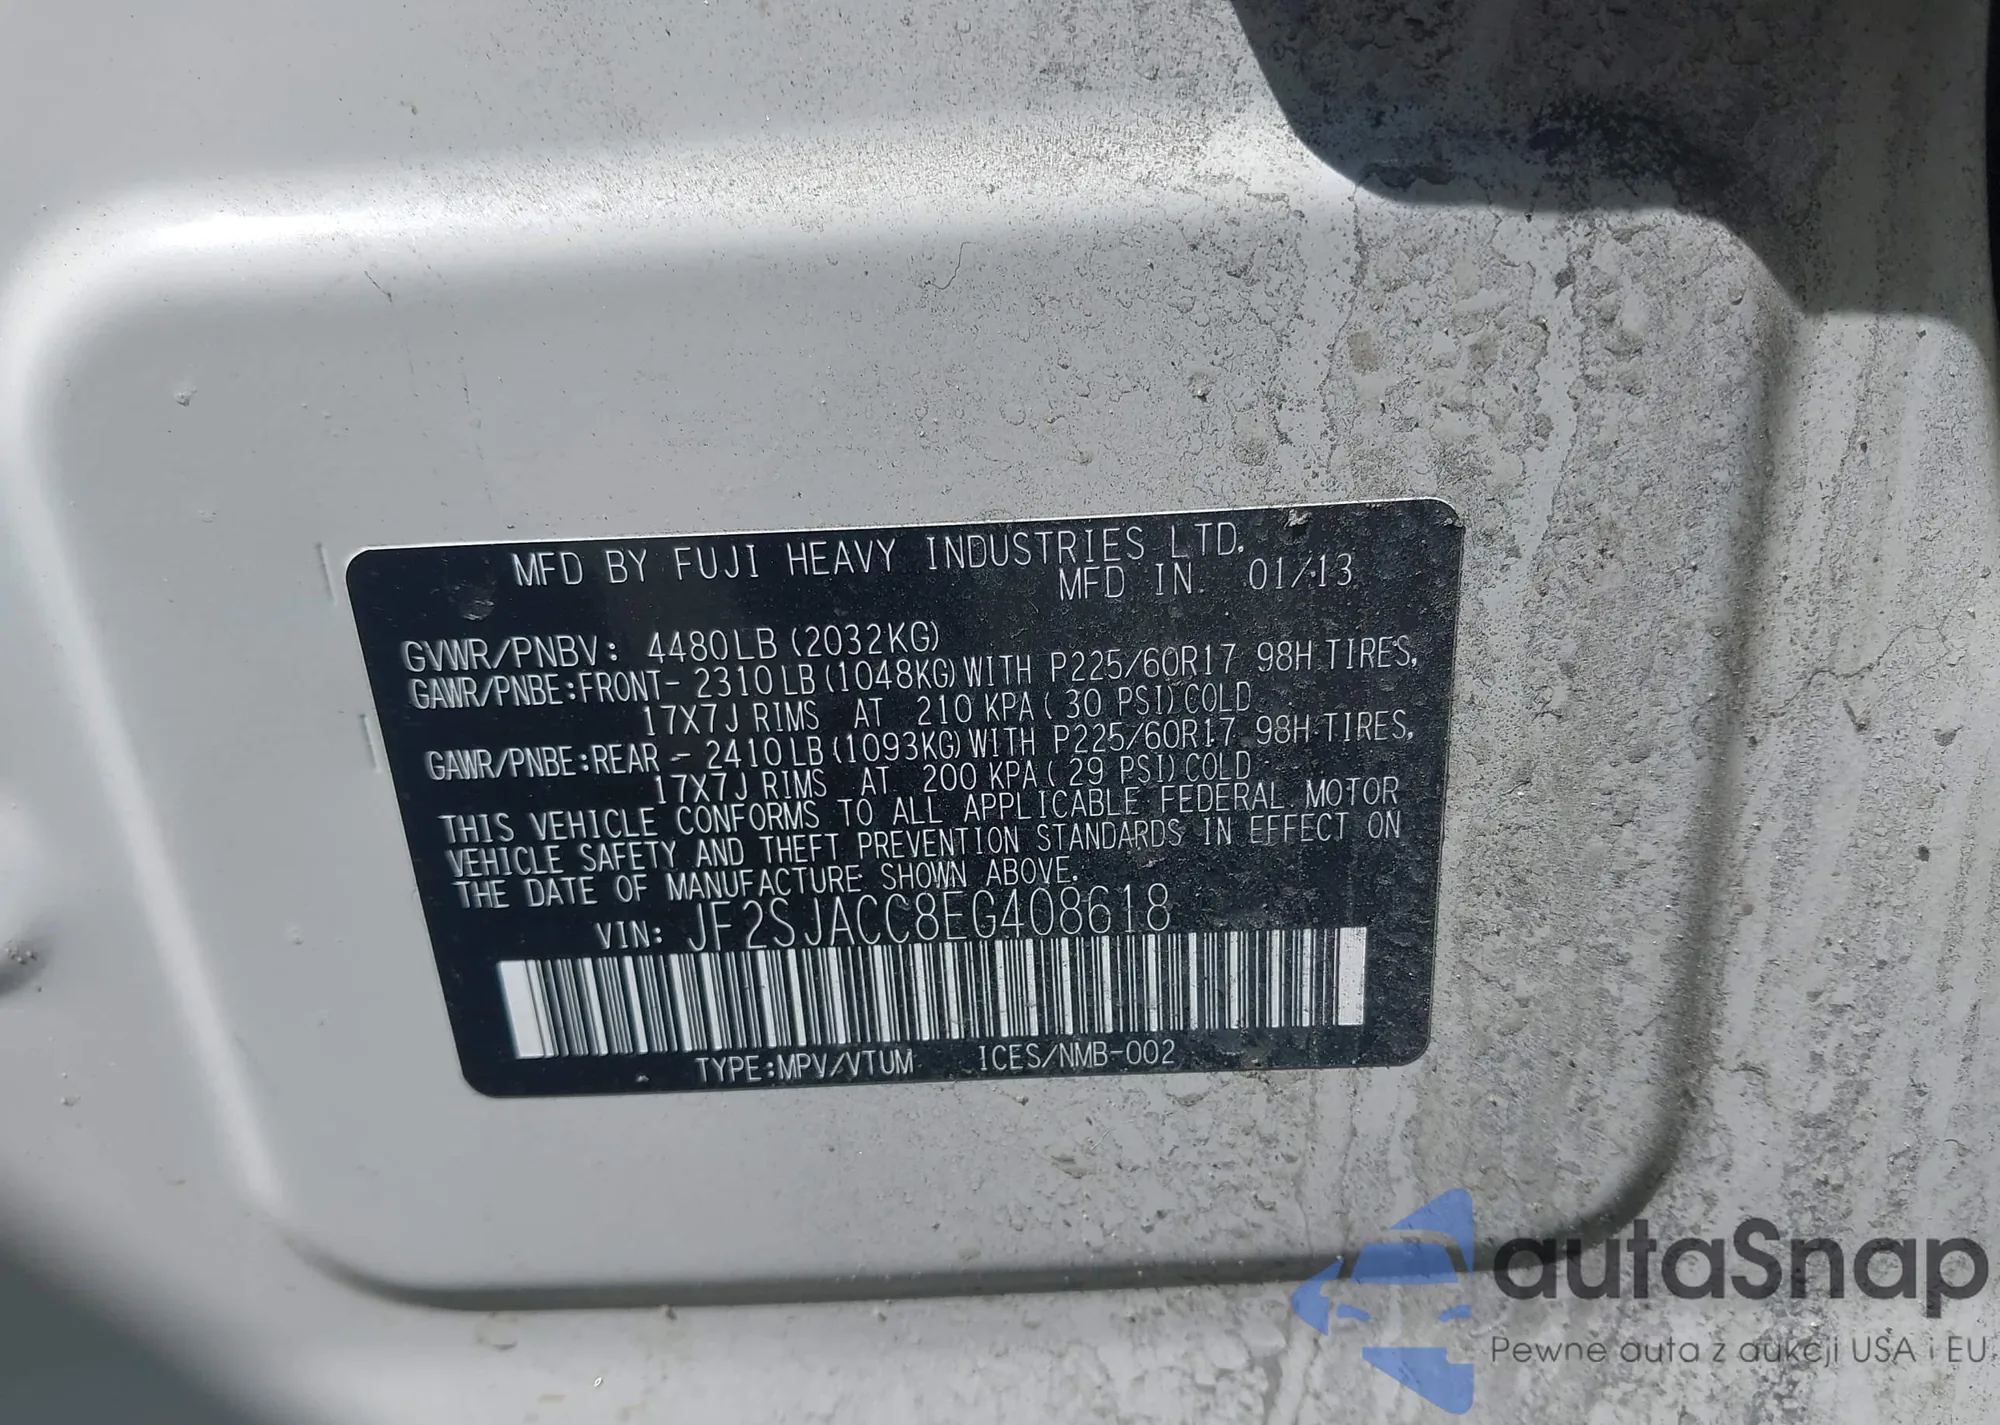 MFD BY FUJI HEAVY INDUSTRIES LTD.
MFD IN. 01/13
GVWR/PNBV: 4480LB (2032KG)
GAWR/PNBE:FRONT- 2310LB (1048KG) WITH P225/60R17 98H TIRES,
17X7J RIMS AT 210 KPA ( 30 PSI) COLD
GAWR/PNBE:REAR - 2410LB (1093KG) WITH P225/60R17 98H TIRES,
17X7J RIMS AT 200 KPA ( 29 PSI) COLD
THIS VEHICLE CONFORMS TO ALL APPLICABLE FEDERAL MOTOR
VEHICLE SAFETY AND THEFT PREVENTION STANDARDS IN EFFECT ON
THE DATE OF MANUFACTURE SHOWN ABOVE.
VIN: JF2SJACC8EG408618
TYPE:MPV/VTUM ICES/NMB-002
autaSnap
Pewne auta z aukcji USA i EU